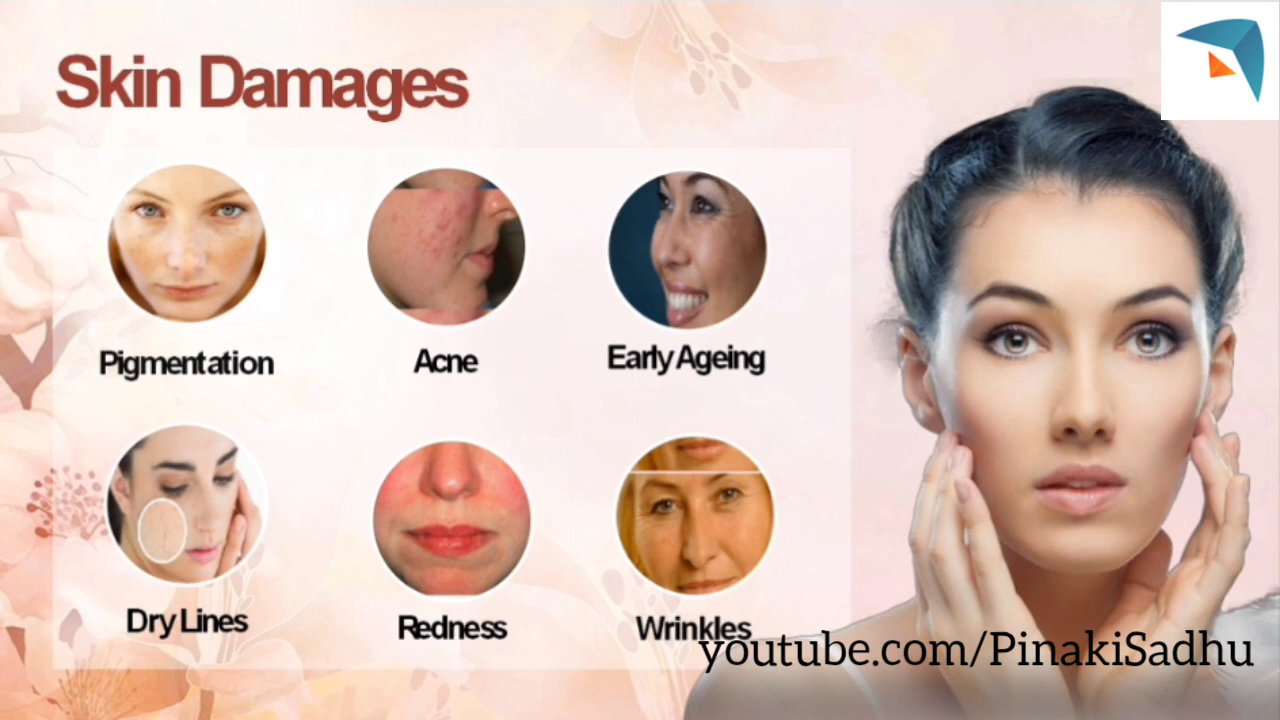 Skin Damages
Pigmentation
Acne
Early Ageing
Dry Lines
Redness
Wrinkles
youtube.com/PinakiSadhu